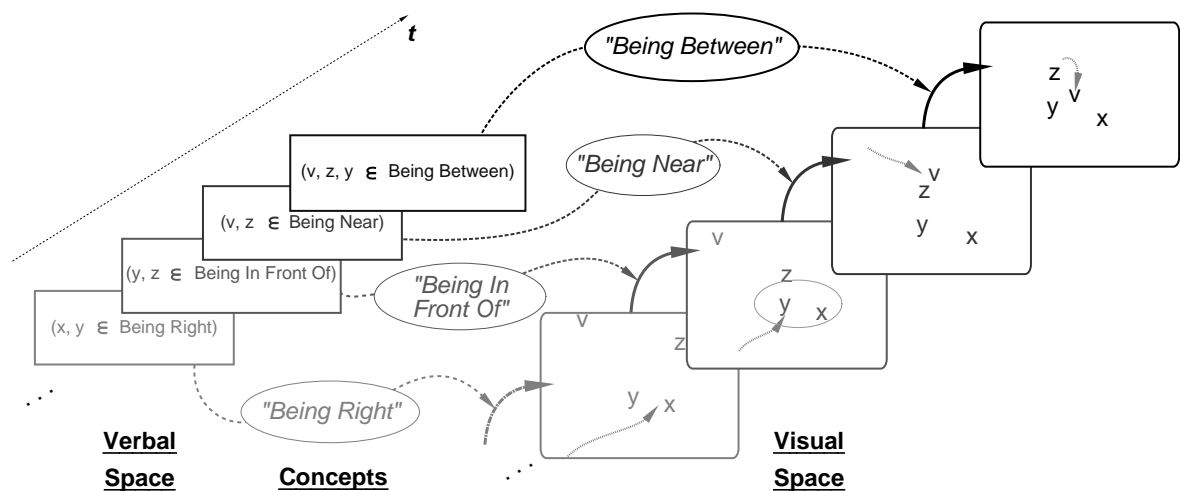 t
"Being Between"
z
v
y
x
(v, z, y ∈ Being Between)
"Being Near"
v
z
y
x
(v, z ∈ Being Near)
v
(y, z ∈ Being In Front Of)
"Being In
Front Of"
z
y
x
(x, y ∈ Being Right)
v
z
y
x
"Being Right"
. . .
. . .
Verbal
Space
Concepts
Visual
Space